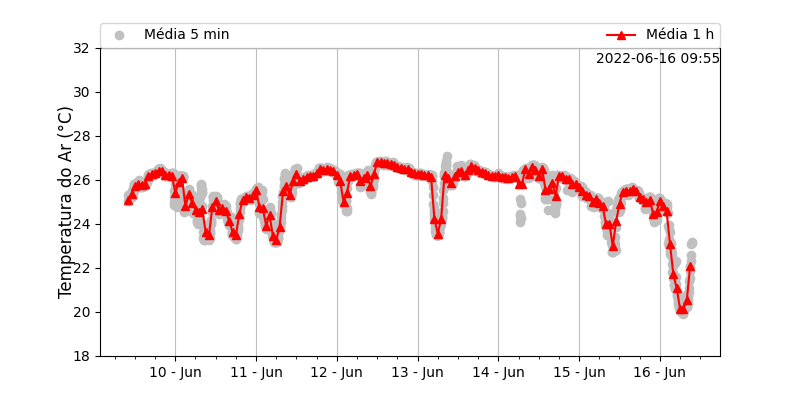 Média 5 min
Média 1 h
2022-06-16 09:55
Temperatura do Ar (°C)
32
30
28
26
24
22
20
18
10 - Jun
11 - Jun
12 - Jun
13 - Jun
14 - Jun
15 - Jun
16 - Jun